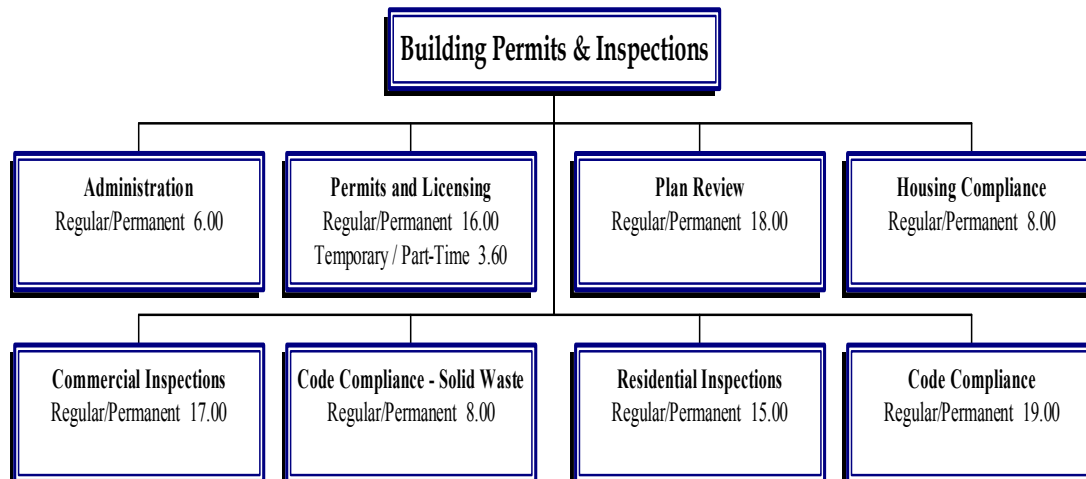 Building Permits & Inspections
Administration
Regular/Permanent 6.00
Permits and Licensing
Regular/Permanent 16.00
Temporary / Part-Time 3.60
Plan Review
Regular/Permanent 18.00
Housing Compliance
Regular/Permanent 8.00
Commercial Inspections
Regular/Permanent 17.00
Code Compliance - Solid Waste
Regular/Permanent 8.00
Residential Inspections
Regular/Permanent 15.00
Code Compliance
Regular/Permanent 19.00